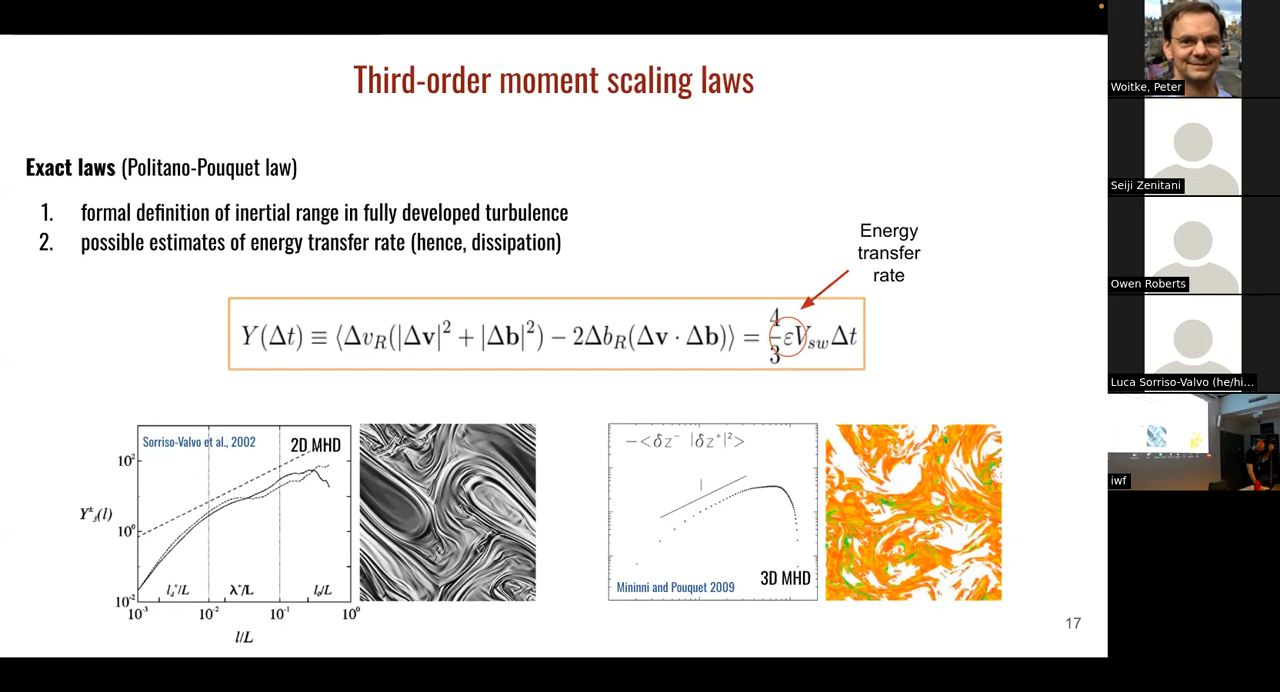 Third-order moment scaling laws
Exact laws (Politano-Pouquet law)
1. formal definition of inertial range in fully developed turbulence
2. possible estimates of energy transfer rate (hence, dissipation)
Energy
transfer
rate
Y(Δt) ≡ ⟨Δv_R(|Δv|² + |Δb|²) − 2Δb_R(Δv · Δb)⟩ = 4/3 εV_sw Δt
Sorriso-Valvo et al., 2002
2D MHD
10²
10⁰
10⁻²
Y³±(l)
l_d⁺/L
λ⁺/L
l₀/L
10⁻³ 10⁻² 10⁻¹ 10⁰
l/L
−<δz⁻ |δz⁺|²>
1
Mininni and Pouquet 2009
3D MHD
17
Woitke, Peter
Seiji Zenitani
Owen Roberts
Luca Sorriso-Valvo (he/hi...
iwf